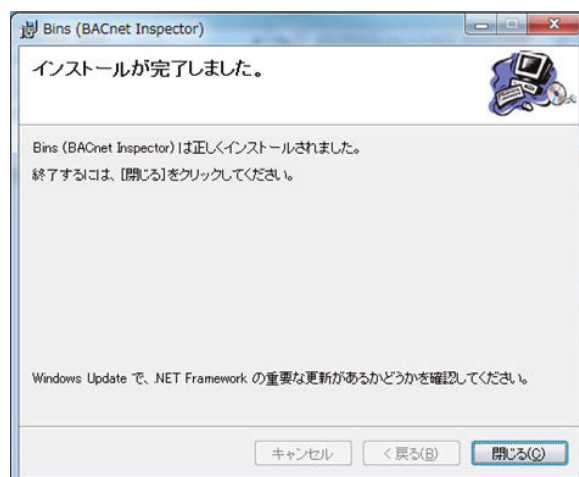 Bins (BACnet Inspector)
インストールが完了しました。
Bins (BACnet Inspector) は正しくインストールされました。
終了するには、[閉じる]をクリックしてください。
Windows Update で、.NET Framework の重要な更新があるかどうかを確認してください。
キャンセル
< 戻る(B)
閉じる(C)